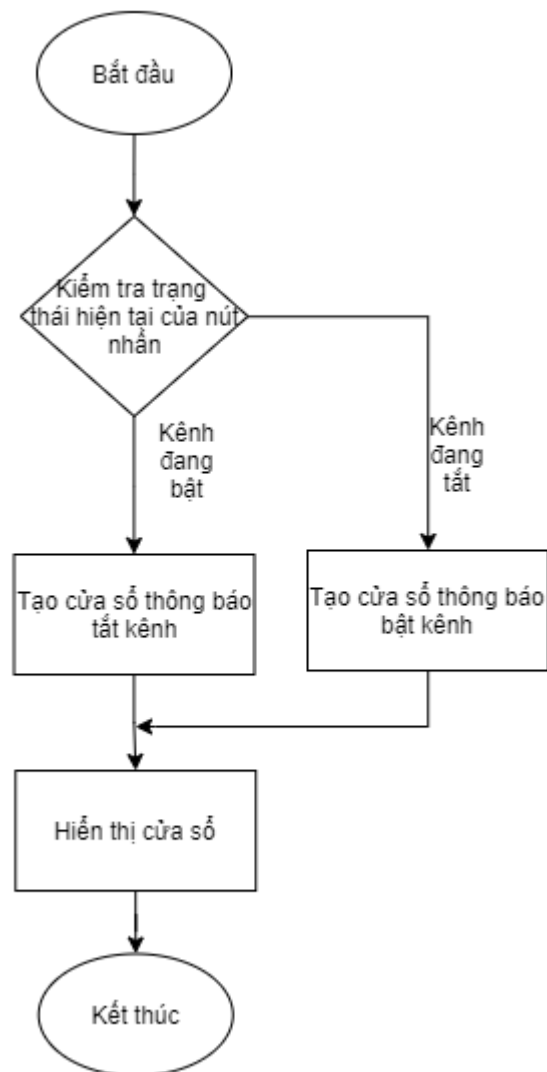 Bắt đầu
Kiểm tra trạng
thái hiện tại của nút
nhấn
Kênh
đang
bật
Kênh
đang
tắt
Tạo cửa sổ thông báo
tắt kênh
Tạo cửa sổ thông báo
bật kênh
Hiển thị cửa sổ
Kết thúc